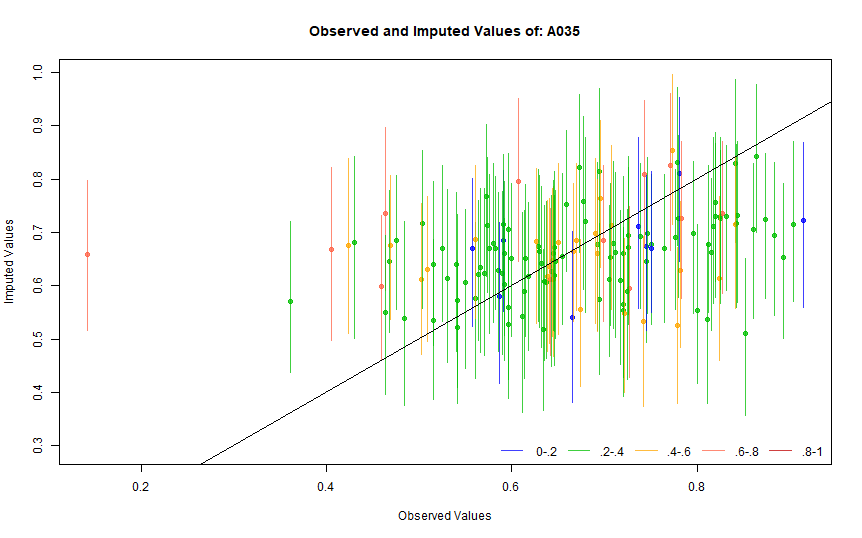 Observed and Imputed Values of: A035
Imputed Values
1.0
0.9
0.8
0.7
0.6
0.5
0.4
0.3
0-.2 .2-.4 .4-.6 .6-.8 .8-1
0.2 0.4 0.6 0.8
Observed Values